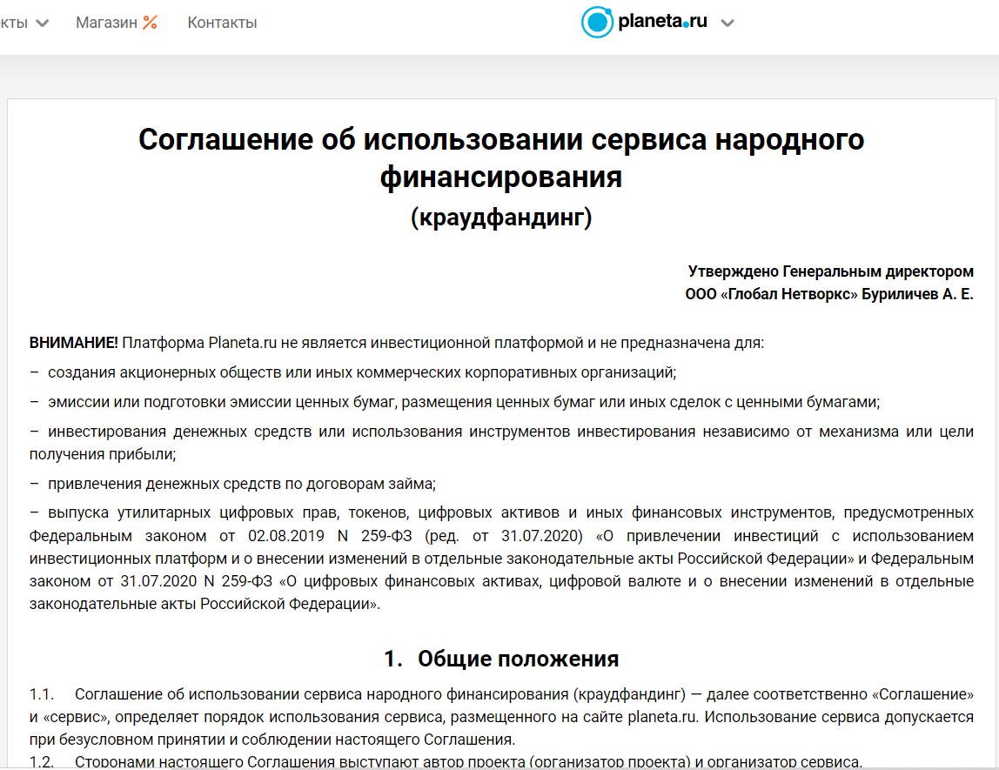 кты Магазин % Контакты planeta.ru
Соглашение об использовании сервиса народного
финансирования
(краудфандинг)
Утверждено Генеральным директором
ООО «Глобал Нетворкс» Буриличев А. Е.
ВНИМАНИЕ! Платформа Planeta.ru не является инвестиционной платформой и не предназначена для:
– создания акционерных обществ или иных коммерческих корпоративных организаций;
– эмиссии или подготовки эмиссии ценных бумаг, размещения ценных бумаг или иных сделок с ценными бумагами;
– инвестирования денежных средств или использования инструментов инвестирования независимо от механизма или цели
получения прибыли;
– привлечения денежных средств по договорам займа;
– выпуска утилитарных цифровых прав, токенов, цифровых активов и иных финансовых инструментов, предусмотренных
Федеральным законом от 02.08.2019 N 259-ФЗ (ред. от 31.07.2020) «О привлечении инвестиций с использованием
инвестиционных платформ и о внесении изменений в отдельные законодательные акты Российской Федерации» и Федеральным
законом от 31.07.2020 N 259-ФЗ «О цифровых финансовых активах, цифровой валюте и о внесении изменений в отдельные
законодательные акты Российской Федерации».
1. Общие положения
1.1. Соглашение об использовании сервиса народного финансирования (краудфандинг) — далее соответственно «Соглашение»
и «сервис», определяет порядок использования сервиса, размещенного на сайте planeta.ru. Использование сервиса допускается
при безусловном принятии и соблюдении настоящего Соглашения.
1.2. Сторонами настоящего Соглашения выступают автор проекта (организатор проекта) и организатор сервиса.